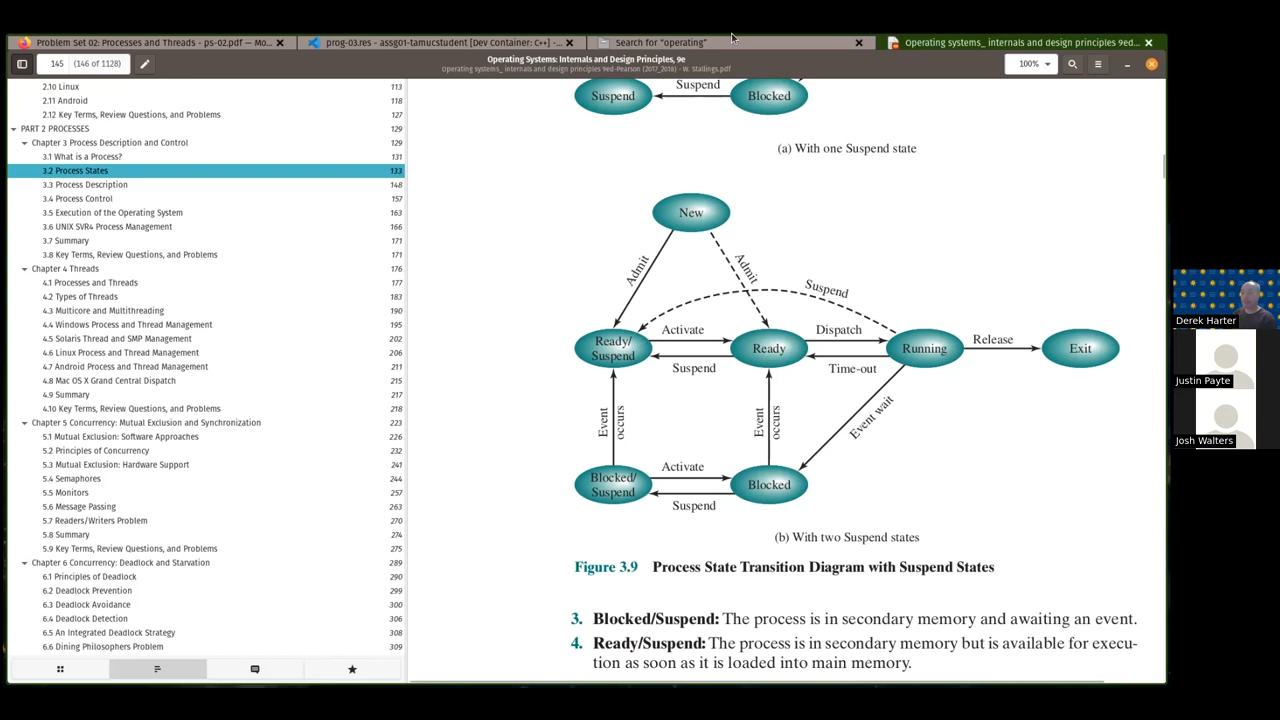 Problem Set 02: Processes and Threads - ps-02.pdf — Mo...
prog-03.res - assg01-tamucstudent [Dev Container: C++] -...
Search for "operating"
Operating systems_ internals and design principles 9ed...
145
(146 of 1128)
Operating Systems: Internals and Design Principles, 9e
Operating systems_ internals and design principles 9ed-Pearson (2017_2018) - W. Stallings.pdf
100%
2.10 Linux 113
2.11 Android 118
2.12 Key Terms, Review Questions, and Problems 127
PART 2 PROCESSES 129
Chapter 3 Process Description and Control 129
3.1 What is a Process? 131
3.2 Process States 133
3.3 Process Description 148
3.4 Process Control 157
3.5 Execution of the Operating System 163
3.6 UNIX SVR4 Process Management 166
3.7 Summary 171
3.8 Key Terms, Review Questions, and Problems 171
Chapter 4 Threads 176
4.1 Processes and Threads 177
4.2 Types of Threads 183
4.3 Multicore and Multithreading 190
4.4 Windows Process and Thread Management 195
4.5 Solaris Thread and SMP Management 202
4.6 Linux Process and Thread Management 206
4.7 Android Process and Thread Management 211
4.8 Mac OS X Grand Central Dispatch 215
4.9 Summary 217
4.10 Key Terms, Review Questions, and Problems 218
Chapter 5 Concurrency: Mutual Exclusion and Synchronization 223
5.1 Mutual Exclusion: Software Approaches 226
5.2 Principles of Concurrency 232
5.3 Mutual Exclusion: Hardware Support 241
5.4 Semaphores 244
5.5 Monitors 257
5.6 Message Passing 263
5.7 Readers/Writers Problem 270
5.8 Summary 274
5.9 Key Terms, Review Questions, and Problems 275
Chapter 6 Concurrency: Deadlock and Starvation 289
6.1 Principles of Deadlock 290
6.2 Deadlock Prevention 299
6.3 Deadlock Avoidance 300
6.4 Deadlock Detection 306
6.5 An Integrated Deadlock Strategy 308
6.6 Dining Philosophers Problem 309
Suspend
Suspend
Blocked
(a) With one Suspend state
New
Admit
Admit
Suspend
Ready/
Suspend
Activate
Suspend
Ready
Dispatch
Time-out
Running
Release
Exit
Event
occurs
Event
occurs
Event wait
Blocked/
Suspend
Activate
Suspend
Blocked
(b) With two Suspend states
Figure 3.9 Process State Transition Diagram with Suspend States
3. Blocked/Suspend: The process is in secondary memory and awaiting an event.
4. Ready/Suspend: The process is in secondary memory but is available for execu-
tion as soon as it is loaded into main memory.
Derek Harter
Justin Payte
Josh Walters